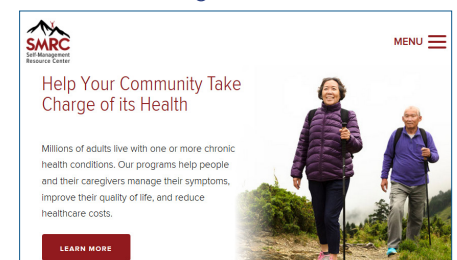 SMRC
Self-Management
Resource Center
MENU
Help Your Community Take
Charge of its Health
Millions of adults live with one or more chronic
health conditions. Our programs help people
and their caregivers manage their symptoms,
improve their quality of life, and reduce
healthcare costs.
LEARN MORE